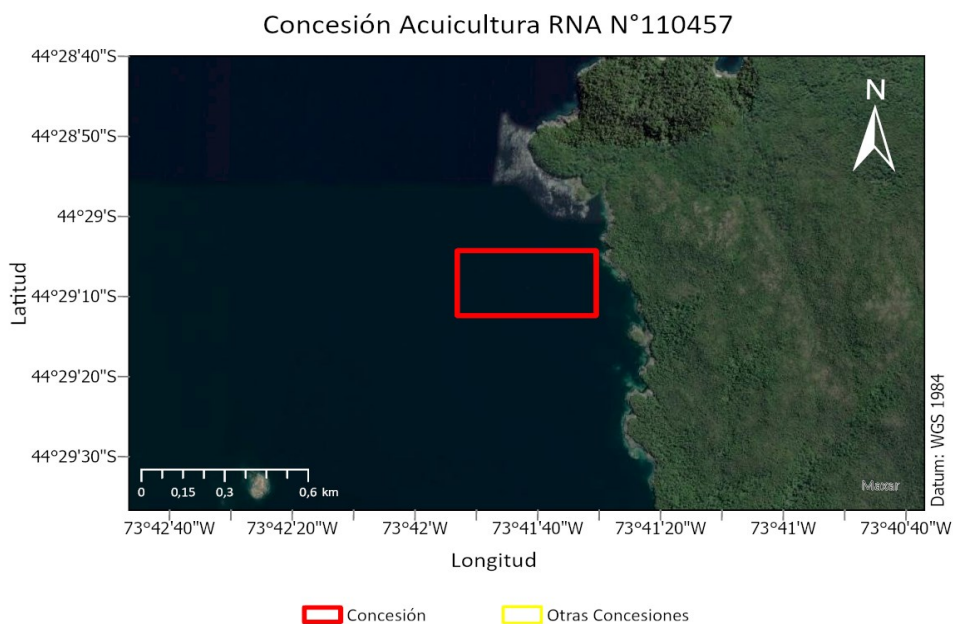 Concesión Acuicultura RNA N°110457
44°28'40"S
44°28'50"S
44°29'S
44°29'10"S
44°29'20"S
44°29'30"S
Latitud
N
Datum: WGS 1984
0 0,15 0,3 0,6 km
Maxar
73°42'40"W 73°42'20"W 73°42'W 73°41'40"W 73°41'20"W 73°41'W 73°40'40"W
Longitud
Concesión Otras Concesiones